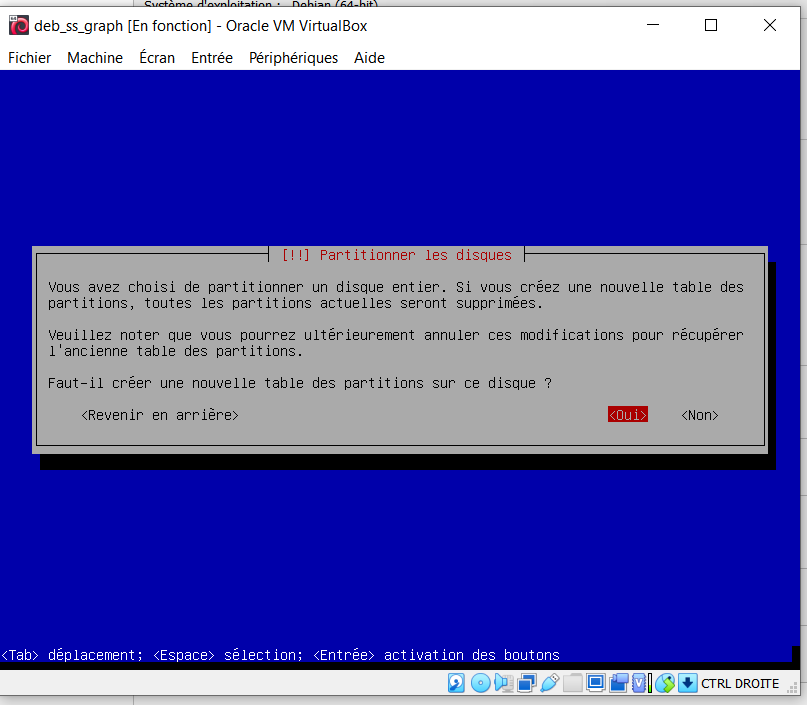 Système d'exploitation : Debian (64-bit)
deb_ss_graph [En fonction] - Oracle VM VirtualBox
Fichier Machine Écran Entrée Périphériques Aide
[!!] Partitionner les disques
Vous avez choisi de partitionner un disque entier. Si vous créez une nouvelle table des
partitions, toutes les partitions actuelles seront supprimées.
Veuillez noter que vous pourrez ultérieurement annuler ces modifications pour récupérer
l'ancienne table des partitions.
Faut-il créer une nouvelle table des partitions sur ce disque ?
<Revenir en arrière> <Oui> <Non>
<Tab> déplacement; <Espace> sélection; <Entrée> activation des boutons
CTRL DROITE